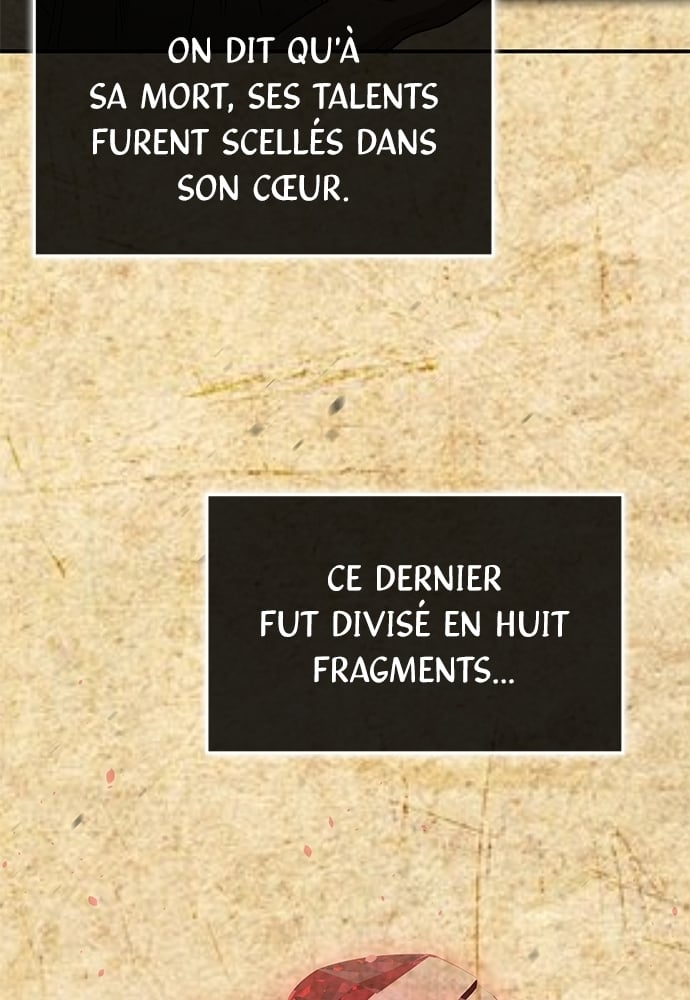 ON DIT QU'À
SA MORT, SES TALENTS
FURENT SCELLÉS DANS
SON CŒUR.
CE DERNIER
FUT DIVISÉ EN HUIT
FRAGMENTS...